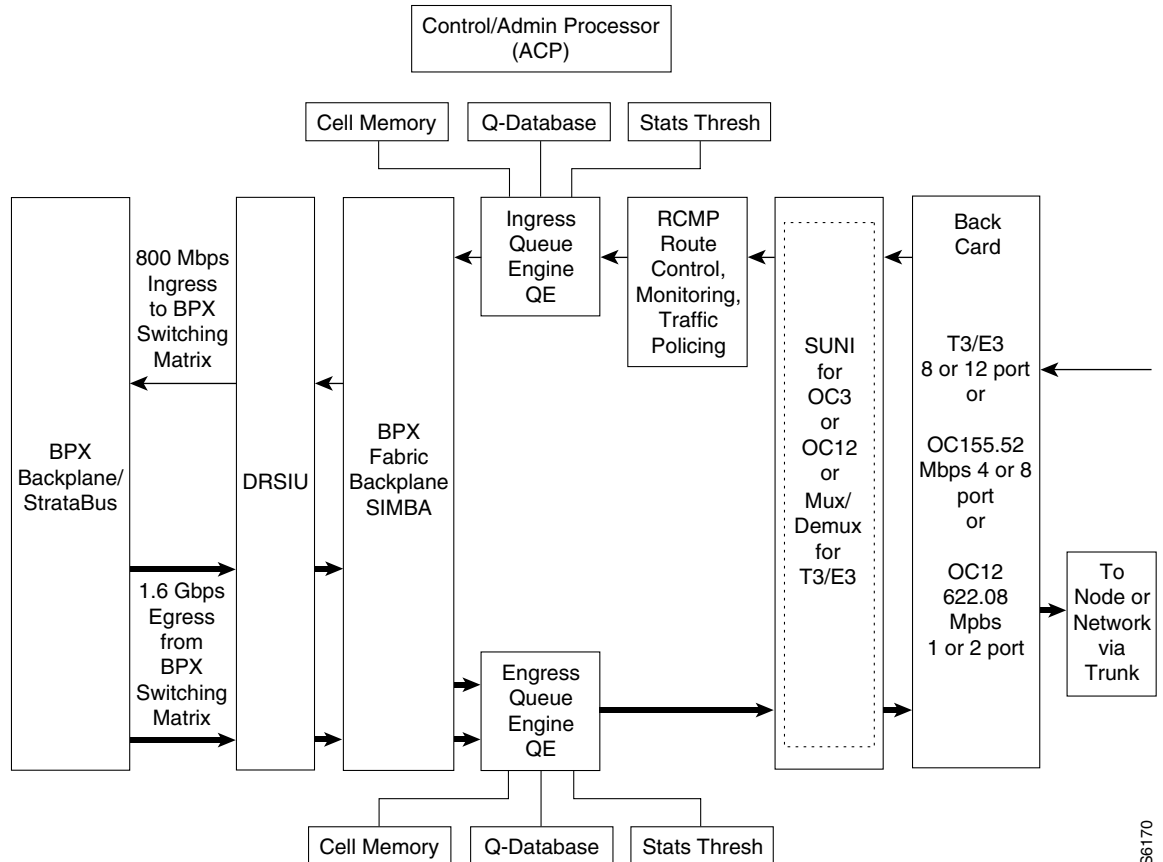 Control/Admin Processor
(ACP)
Cell Memory
Q-Database
Stats Thresh
BPX
Backplane/
StrataBus
800 Mbps
Ingress
to BPX
Switching
Matrix
1.6 Gbps
Egress
from
BPX
Switching
Matrix
DRSIU
BPX
Fabric
Backplane
SIMBA
Ingress
Queue
Engine
QE
RCMP
Route
Control,
Monitoring,
Traffic
Policing
Engress
Queue
Engine
QE
SUNI
for
OC3
or
OC12
or
Mux/
Demux
for
T3/E3
Back
Card
T3/E3
8 or 12 port
or
OC155.52
Mbps 4 or 8
port
or
OC12
622.08
Mpbs
1 or 2 port
To
Node or
Network
via
Trunk
Cell Memory
Q-Database
Stats Thresh
S6170